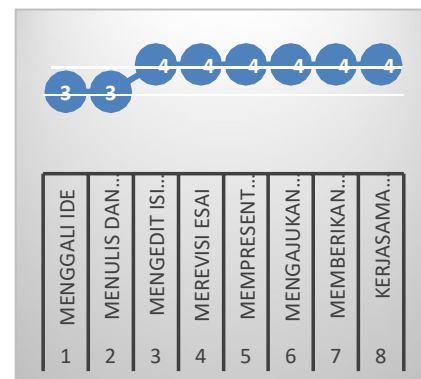 3 3 4 4 4 4 4 4
MENGGALI IDE
MENULIS DAN...
MENGEDIT ISI...
MEREVISI ESAI
MEMPRESENT...
MENGAJUKAN...
MEMBERIKAN...
KERJASAMA...
1 2 3 4 5 6 7 8